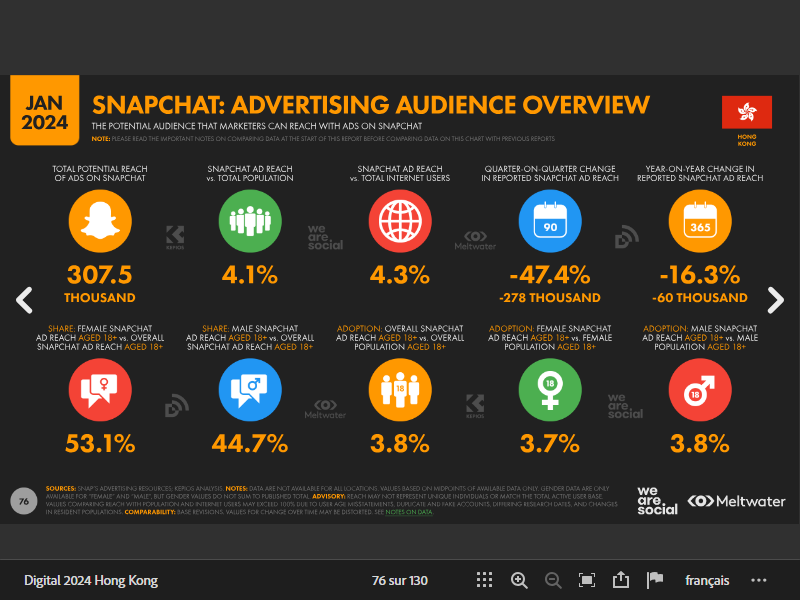 JAN
2024
SNAPCHAT: ADVERTISING AUDIENCE OVERVIEW
THE POTENTIAL AUDIENCE THAT MARKETERS CAN REACH WITH ADS ON SNAPCHAT
NOTE: PLEASE READ THE IMPORTANT NOTES ON COMPARING DATA AT THE START OF THIS REPORT BEFORE COMPARING DATA ON THIS CHART WITH PREVIOUS REPORTS
HONG
KONG
TOTAL POTENTIAL REACH
OF ADS ON SNAPCHAT
307.5
THOUSAND
SNAPCHAT AD REACH
vs. TOTAL POPULATION
4.1%
SNAPCHAT AD REACH
vs. TOTAL INTERNET USERS
4.3%
QUARTER-ON-QUARTER CHANGE
IN REPORTED SNAPCHAT AD REACH
90
-47.4%
-278 THOUSAND
YEAR-ON-YEAR CHANGE IN
REPORTED SNAPCHAT AD REACH
365
-16.3%
-60 THOUSAND
KEPIOS
we
are.
social
Meltwater
SHARE: FEMALE SNAPCHAT
AD REACH AGED 18+ vs. OVERALL
SNAPCHAT AD REACH AGED 18+
53.1%
SHARE: MALE SNAPCHAT
AD REACH AGED 18+ vs. OVERALL
SNAPCHAT AD REACH AGED 18+
44.7%
ADOPTION: OVERALL SNAPCHAT
AD REACH AGED 18+ vs. OVERALL
POPULATION AGED 18+
18
3.8%
ADOPTION: FEMALE SNAPCHAT
AD REACH AGED 18+ vs. FEMALE
POPULATION AGED 18+
18
3.7%
ADOPTION: MALE SNAPCHAT
AD REACH AGED 18+ vs. MALE
POPULATION AGED 18+
18
3.8%
Meltwater
KEPIOS
we
are.
social
76
SOURCES: SNAP'S ADVERTISING RESOURCES; KEPIOS ANALYSIS. NOTES: DATA ARE NOT AVAILABLE FOR ALL LOCATIONS. VALUES BASED ON MIDPOINTS OF AVAILABLE DATA ONLY. GENDER DATA ARE ONLY
AVAILABLE FOR "FEMALE" AND "MALE", BUT GENDER VALUES DO NOT SUM TO PUBLISHED TOTAL. ADVISORY: REACH MAY NOT REPRESENT UNIQUE INDIVIDUALS OR MATCH THE TOTAL ACTIVE USER BASE.
VALUES COMPARING REACH WITH POPULATION AND INTERNET USERS MAY EXCEED 100% DUE TO USER AGE MISSTATEMENTS, DUPLICATE AND FAKE ACCOUNTS, DIFFERING RESEARCH DATES, AND CHANGES
IN RESIDENT POPULATIONS. COMPARABILITY: BASE REVISIONS. VALUES FOR CHANGE OVER TIME MAY BE DISTORTED. SEE NOTES ON DATA.
we
are.
social
Meltwater
Digital 2024 Hong Kong
76 sur 130
français